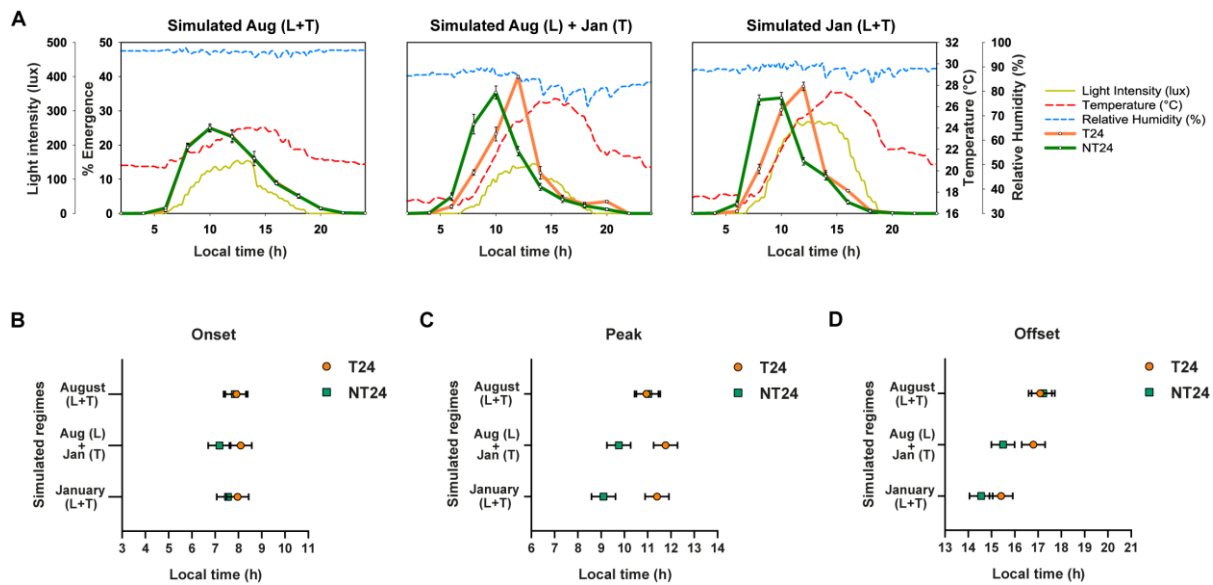 A
Simulated Aug (L+T)
Simulated Aug (L) + Jan (T)
Simulated Jan (L+T)
Light Intensity (lux)
500
400
300
200
100
0
% Emergence
50
40
30
20
10
0
5 10 15 20
5 10 15 20
5 10 15 20
Local time (h)
Local time (h)
Local time (h)
32
30
28
26
24
22
20
18
16
Temperature (°C)
100
90
80
70
60
50
40
30
Relative Humidity (%)
Light Intensity (lux)
Temperature (°C)
Relative Humidity (%)
T24
NT24
B
Onset
T24
NT24
Simulated regimes
August
(L+T)
Aug (L)
+
Jan (T)
January
(L+T)
3 4 5 6 7 8 9 10 11
Local time (h)
C
Peak
T24
NT24
Simulated regimes
August
(L+T)
Aug (L)
+
Jan (T)
January
(L+T)
6 7 8 9 10 11 12 13 14
Local time (h)
D
Offset
T24
NT24
Simulated regimes
August
(L+T)
Aug (L)
+
Jan (T)
January
(L+T)
13 14 15 16 17 18 19 20 21
Local time (h)